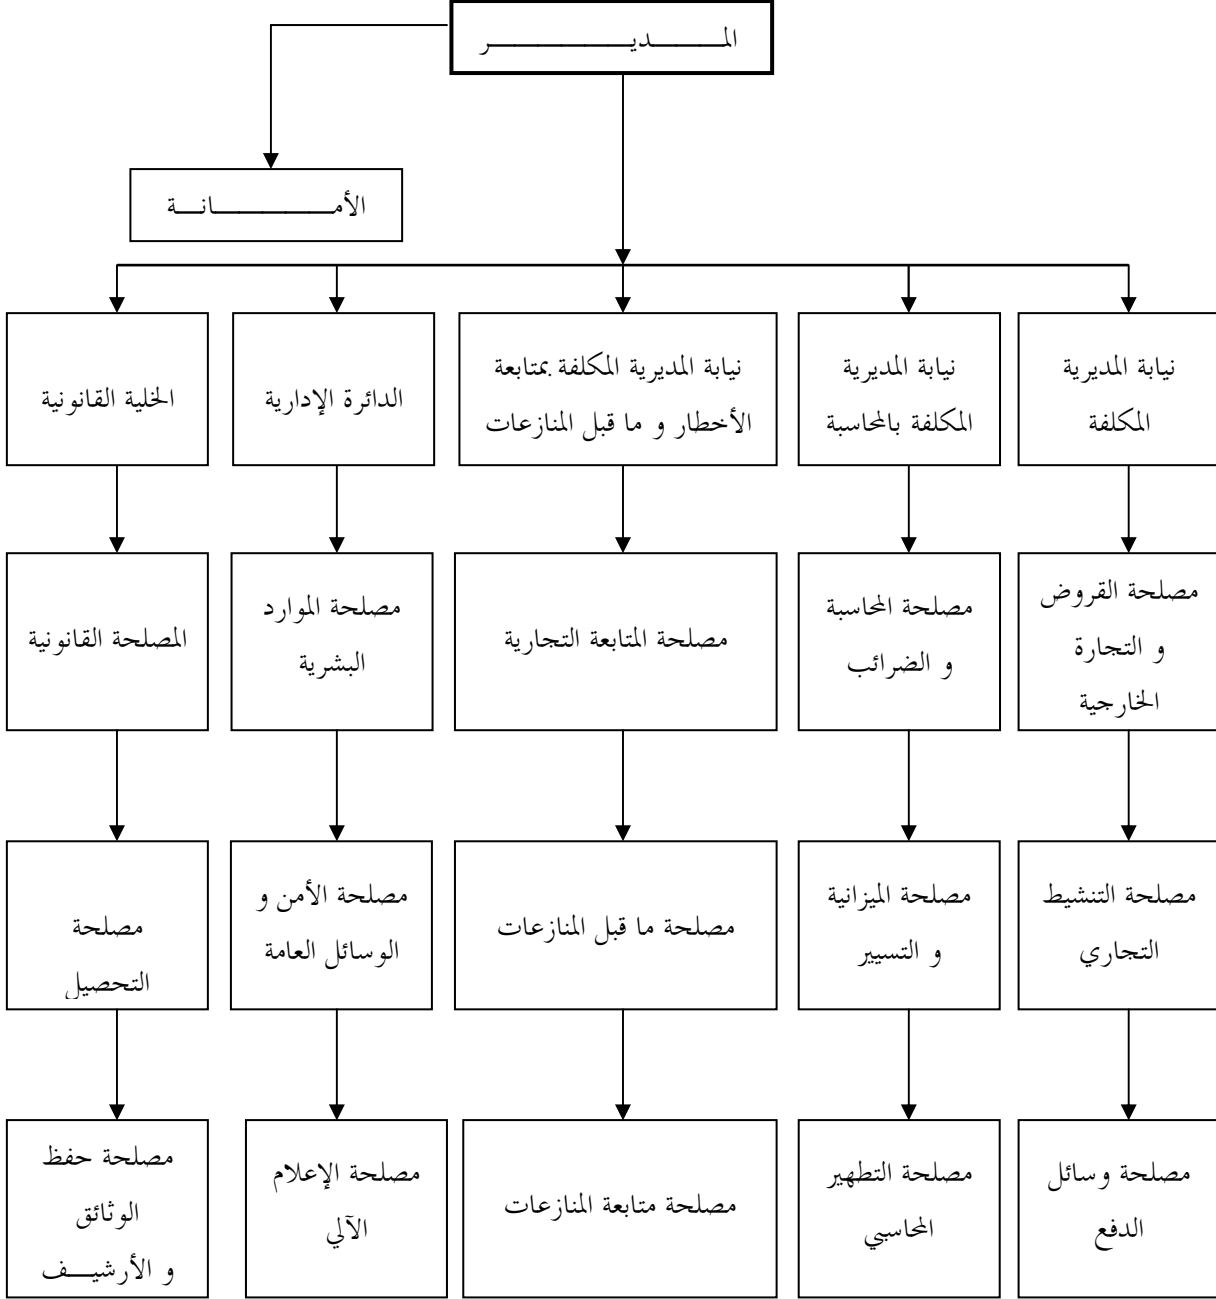 المـــــديـــــــــــــر
الأمـــــــــــانـــة
نيابة المديرية
المكلفة
نيابة المديرية
المكلفة بالمحاسبة
نيابة المديرية المكلفة بمتابعة
الأخطار و ما قبل المنازعات
الدائرة الإدارية
الخلية القانونية
مصلحة القروض
و التجارة
الخارجية
مصلحة المحاسبة
و الضرائب
مصلحة المتابعة التجارية
مصلحة الموارد
البشرية
المصلحة القانونية
مصلحة التنشيط
التجاري
مصلحة الميزانية
و التسيير
مصلحة ما قبل المنازعات
مصلحة الأمن و
الوسائل العامة
مصلحة
التحصيل
مصلحة وسائل
الدفع
مصلحة التطهير
المحاسبي
مصلحة متابعة المنازعات
مصلحة الإعلام
الآلي
مصلحة حفظ
الوثائق
و الأرشيـــف